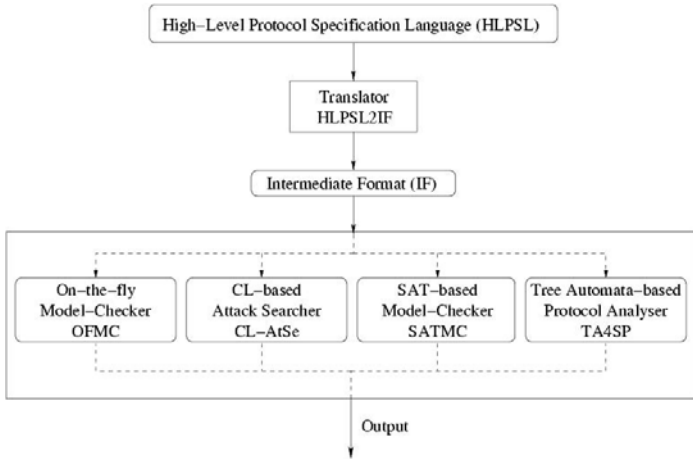 High–Level Protocol Specification Language (HLPSL)
Translator
HLPSL2IF
Intermediate Format (IF)
On–the–fly
Model–Checker
OFMC
CL–based
Attack Searcher
CL–AtSe
SAT–based
Model–Checker
SATMC
Tree Automata–based
Protocol Analyser
TA4SP
Output